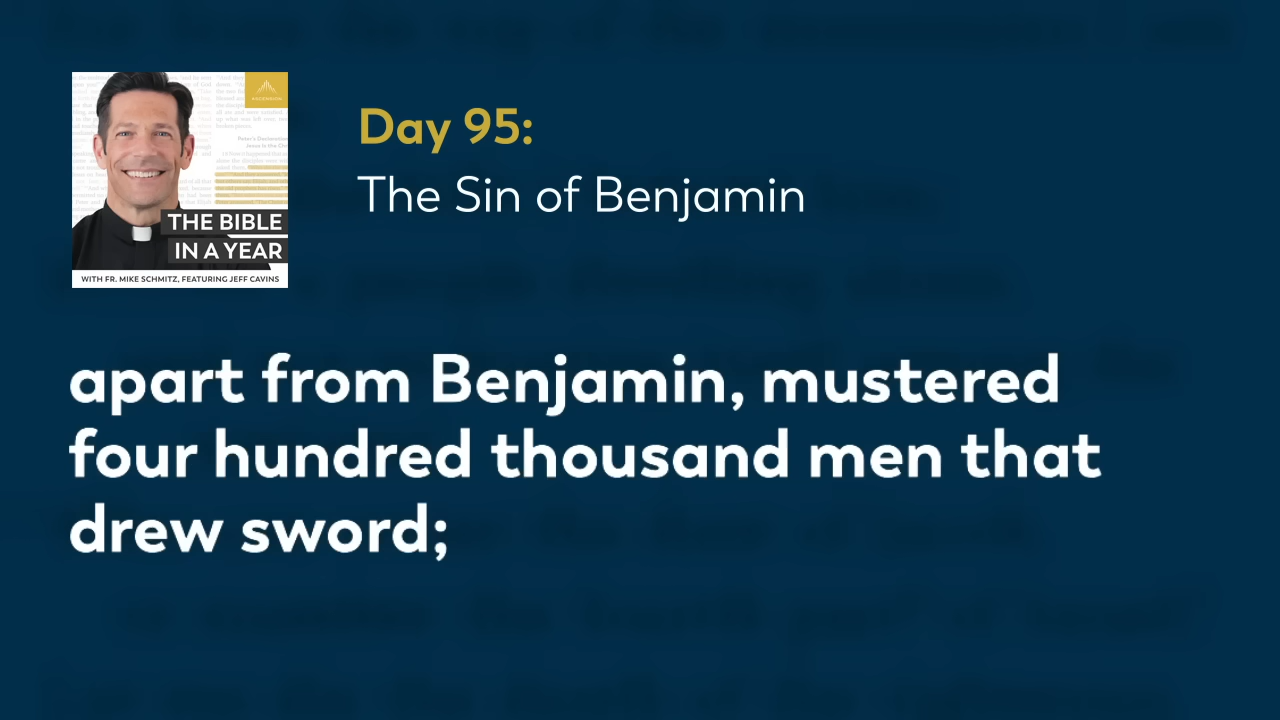 Day 95:
The Sin of Benjamin
ASCENSION
THE BIBLE
IN A YEAR
WITH FR. MIKE SCHMITZ, FEATURING JEFF CAVINS
apart from Benjamin, mustered
four hundred thousand men that
drew sword;